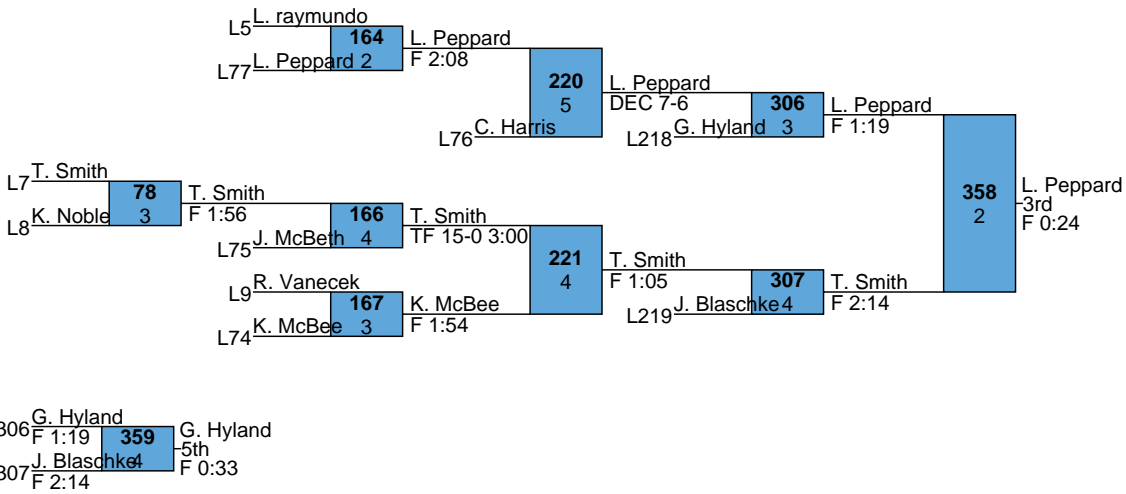 L. raymundo
L5
164
L. Peppard
L. Peppard 2
F 2:08
L77
220
5
L. Peppard
DEC 7-6
C. Harris
L76
306
L. Peppard
G. Hyland 3
F 1:19
L218
T. Smith
L7
78
T. Smith
K. Noble 3
F 1:56
L8
166
T. Smith
J. McBeth 4
TF 15-0 3:00
L75
358
2
L. Peppard
3rd
F 0:24
R. Vanecek
L9
167
K. McBee
K. McBee 3
F 1:54
L74
221
4
T. Smith
F 1:05
307
T. Smith
J. Blaschke 4
F 2:14
L219
G. Hyland
306
F 1:19
359
G. Hyland
5th
J. Blaschke 4
F 0:33
307
F 2:14